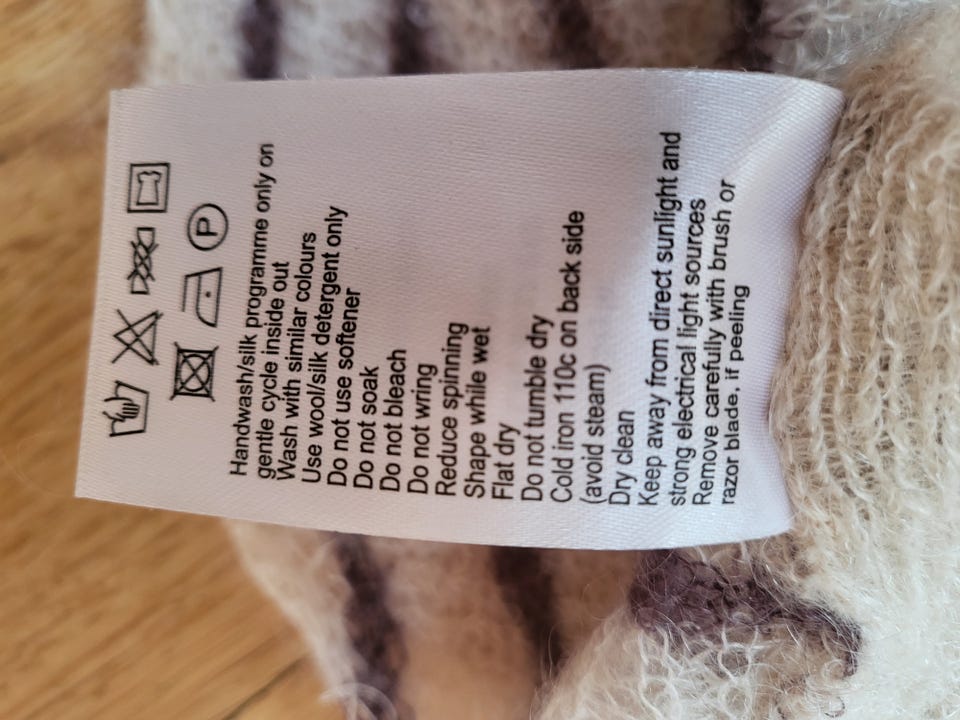 P
Handwash/silk programme only on
gentle cycle inside out
Wash with similar colours
Use wool/silk detergent only
Do not use softener
Do not soak
Do not bleach
Do not wring
Reduce spinning
Shape while wet
Flat dry
Do not tumble dry
Cold iron 110c on back side
(avoid steam)
Dry clean
Keep away from direct sunlight and
strong electrical light sources
Remove carefully with brush or
razor blade, if peeling